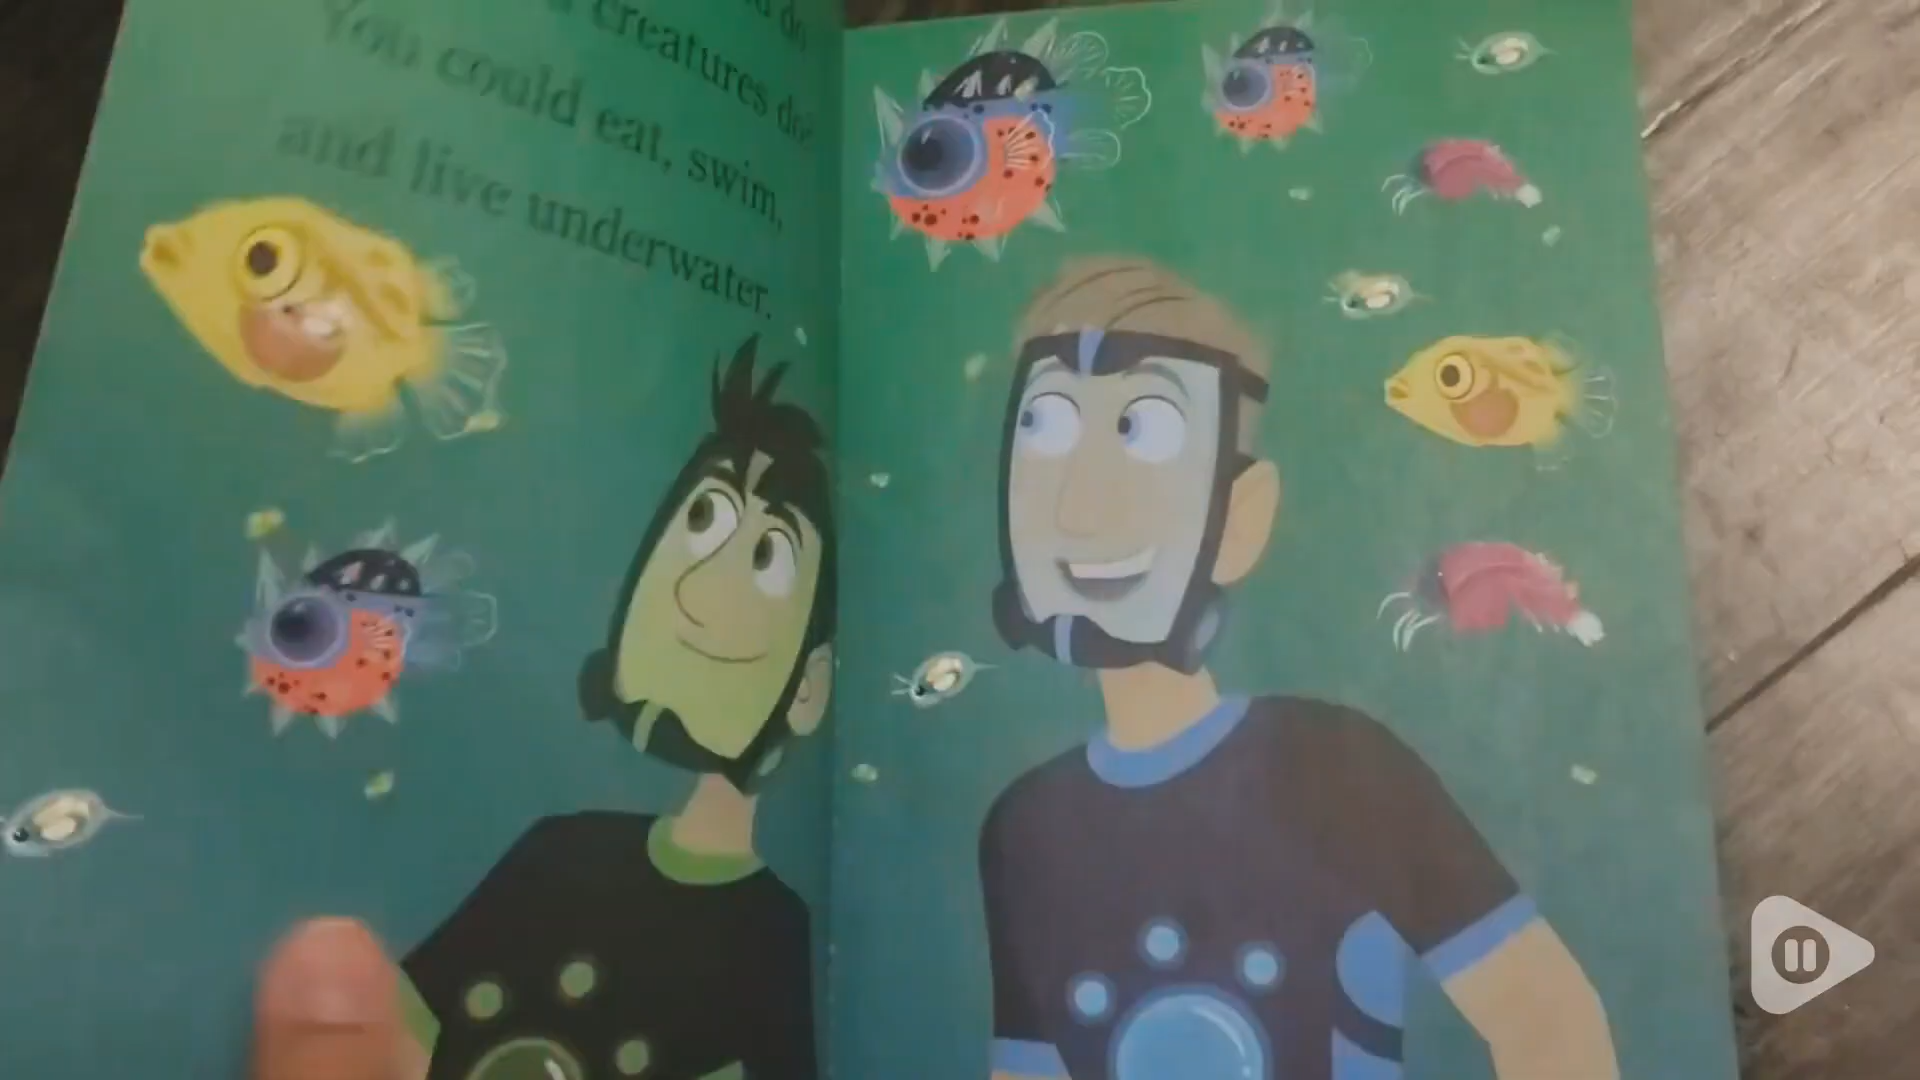 creatures do?
You could eat, swim,
and live underwater.